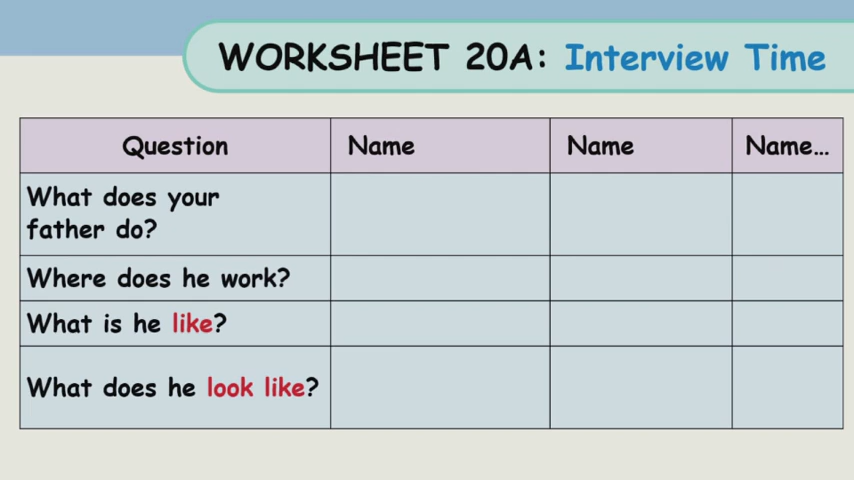 WORKSHEET 20A: Interview Time
Question Name Name Name...
What does your
father do?
Where does he work?
What is he like?
What does he look like?